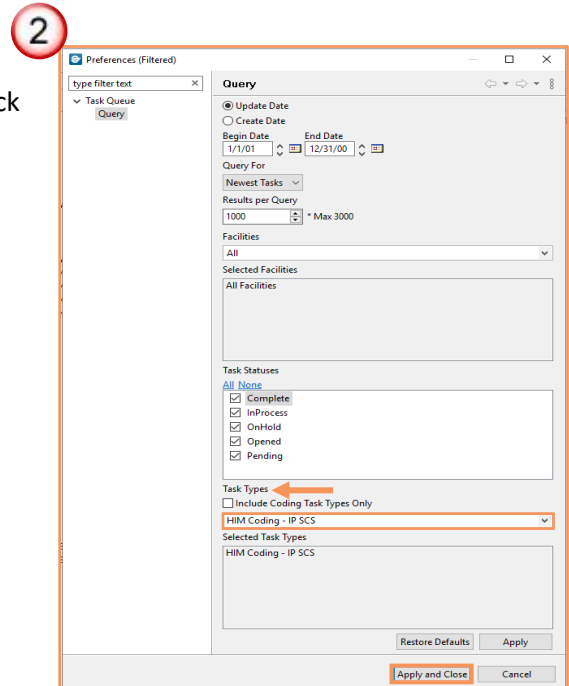 2
Preferences (Filtered)
ck
type filter text
Task Queue
Query
Query
Update Date
Create Date
Begin Date End Date
1/1/01 12/31/00
Query For
Newest Tasks
Results per Query
1000 * Max 3000
Facilities
All
Selected Facilities
All Facilities
Task Statuses
All None
Complete
InProcess
OnHold
Opened
Pending
Task Types
Include Coding Task Types Only
HIM Coding - IP SCS
Selected Task Types
HIM Coding - IP SCS
Restore Defaults Apply
Apply and Close Cancel